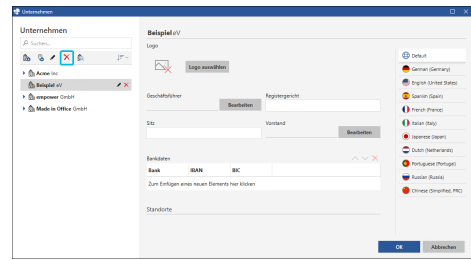 Unternehmen
Unternehmen
Suchen...
Acme Inc
Beispiel eV
empower GmbH
Made in Office GmbH
Beispiel eV
Logo
Logo auswählen
Geschäftsführer
Bearbeiten
Registergericht
Sitz
Vorstand
Bearbeiten
Bankdaten
Bank IBAN BIC
Zum Einfügen eines neuen Elements hier klicken
Standorte
Default
German (Germany)
English (United States)
Spanish (Spain)
French (France)
Italian (Italy)
Japanese (Japan)
Dutch (Netherlands)
Portuguese (Portugal)
Russian (Russia)
Chinese (Simplified, PRC)
OK
Abbrechen